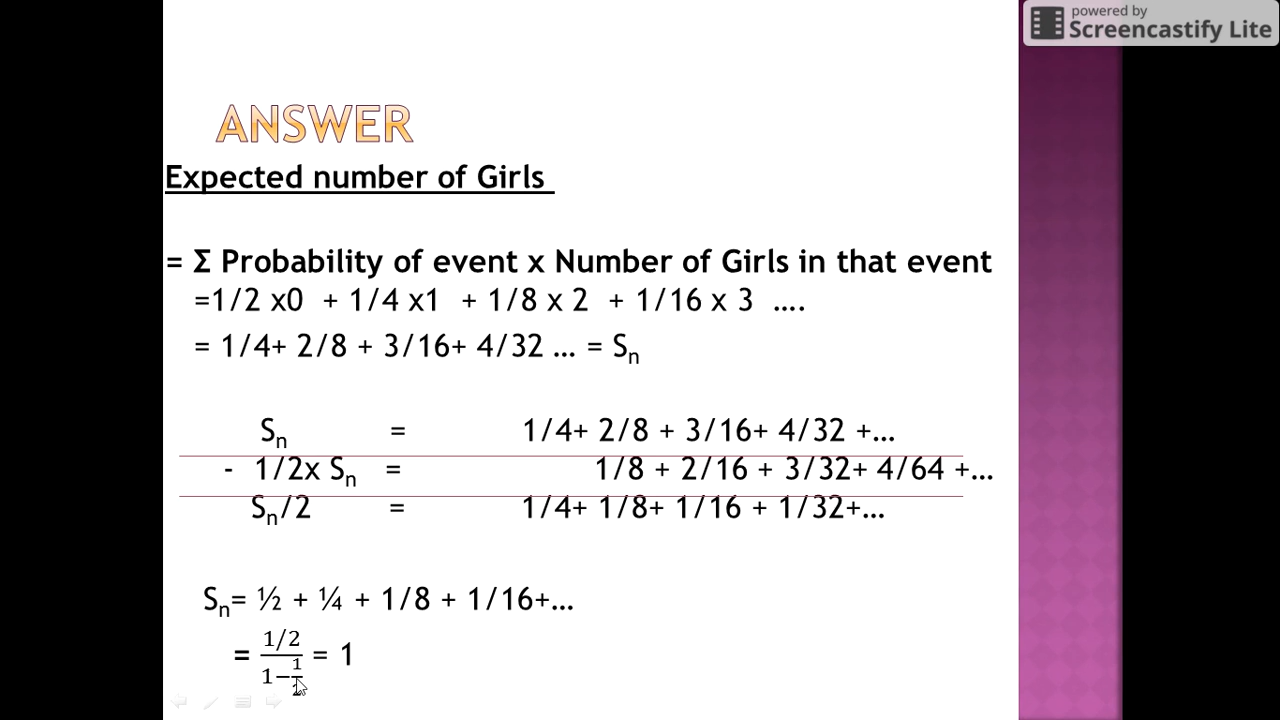 powered by
Screencastify Lite
ANSWER
Expected number of Girls
= Σ Probability of event x Number of Girls in that event
=1/2 x0 + 1/4 x1 + 1/8 x 2 + 1/16 x 3 ....
= 1/4+ 2/8 + 3/16+ 4/32 ... = Sn
Sn = 1/4+ 2/8 + 3/16+ 4/32 +...
- 1/2x Sn = 1/8 + 2/16 + 3/32+ 4/64 +...
Sn/2 = 1/4+ 1/8+ 1/16 + 1/32+...
Sn= ½ + ¼ + 1/8 + 1/16+...
1/2
= = 1
1−1